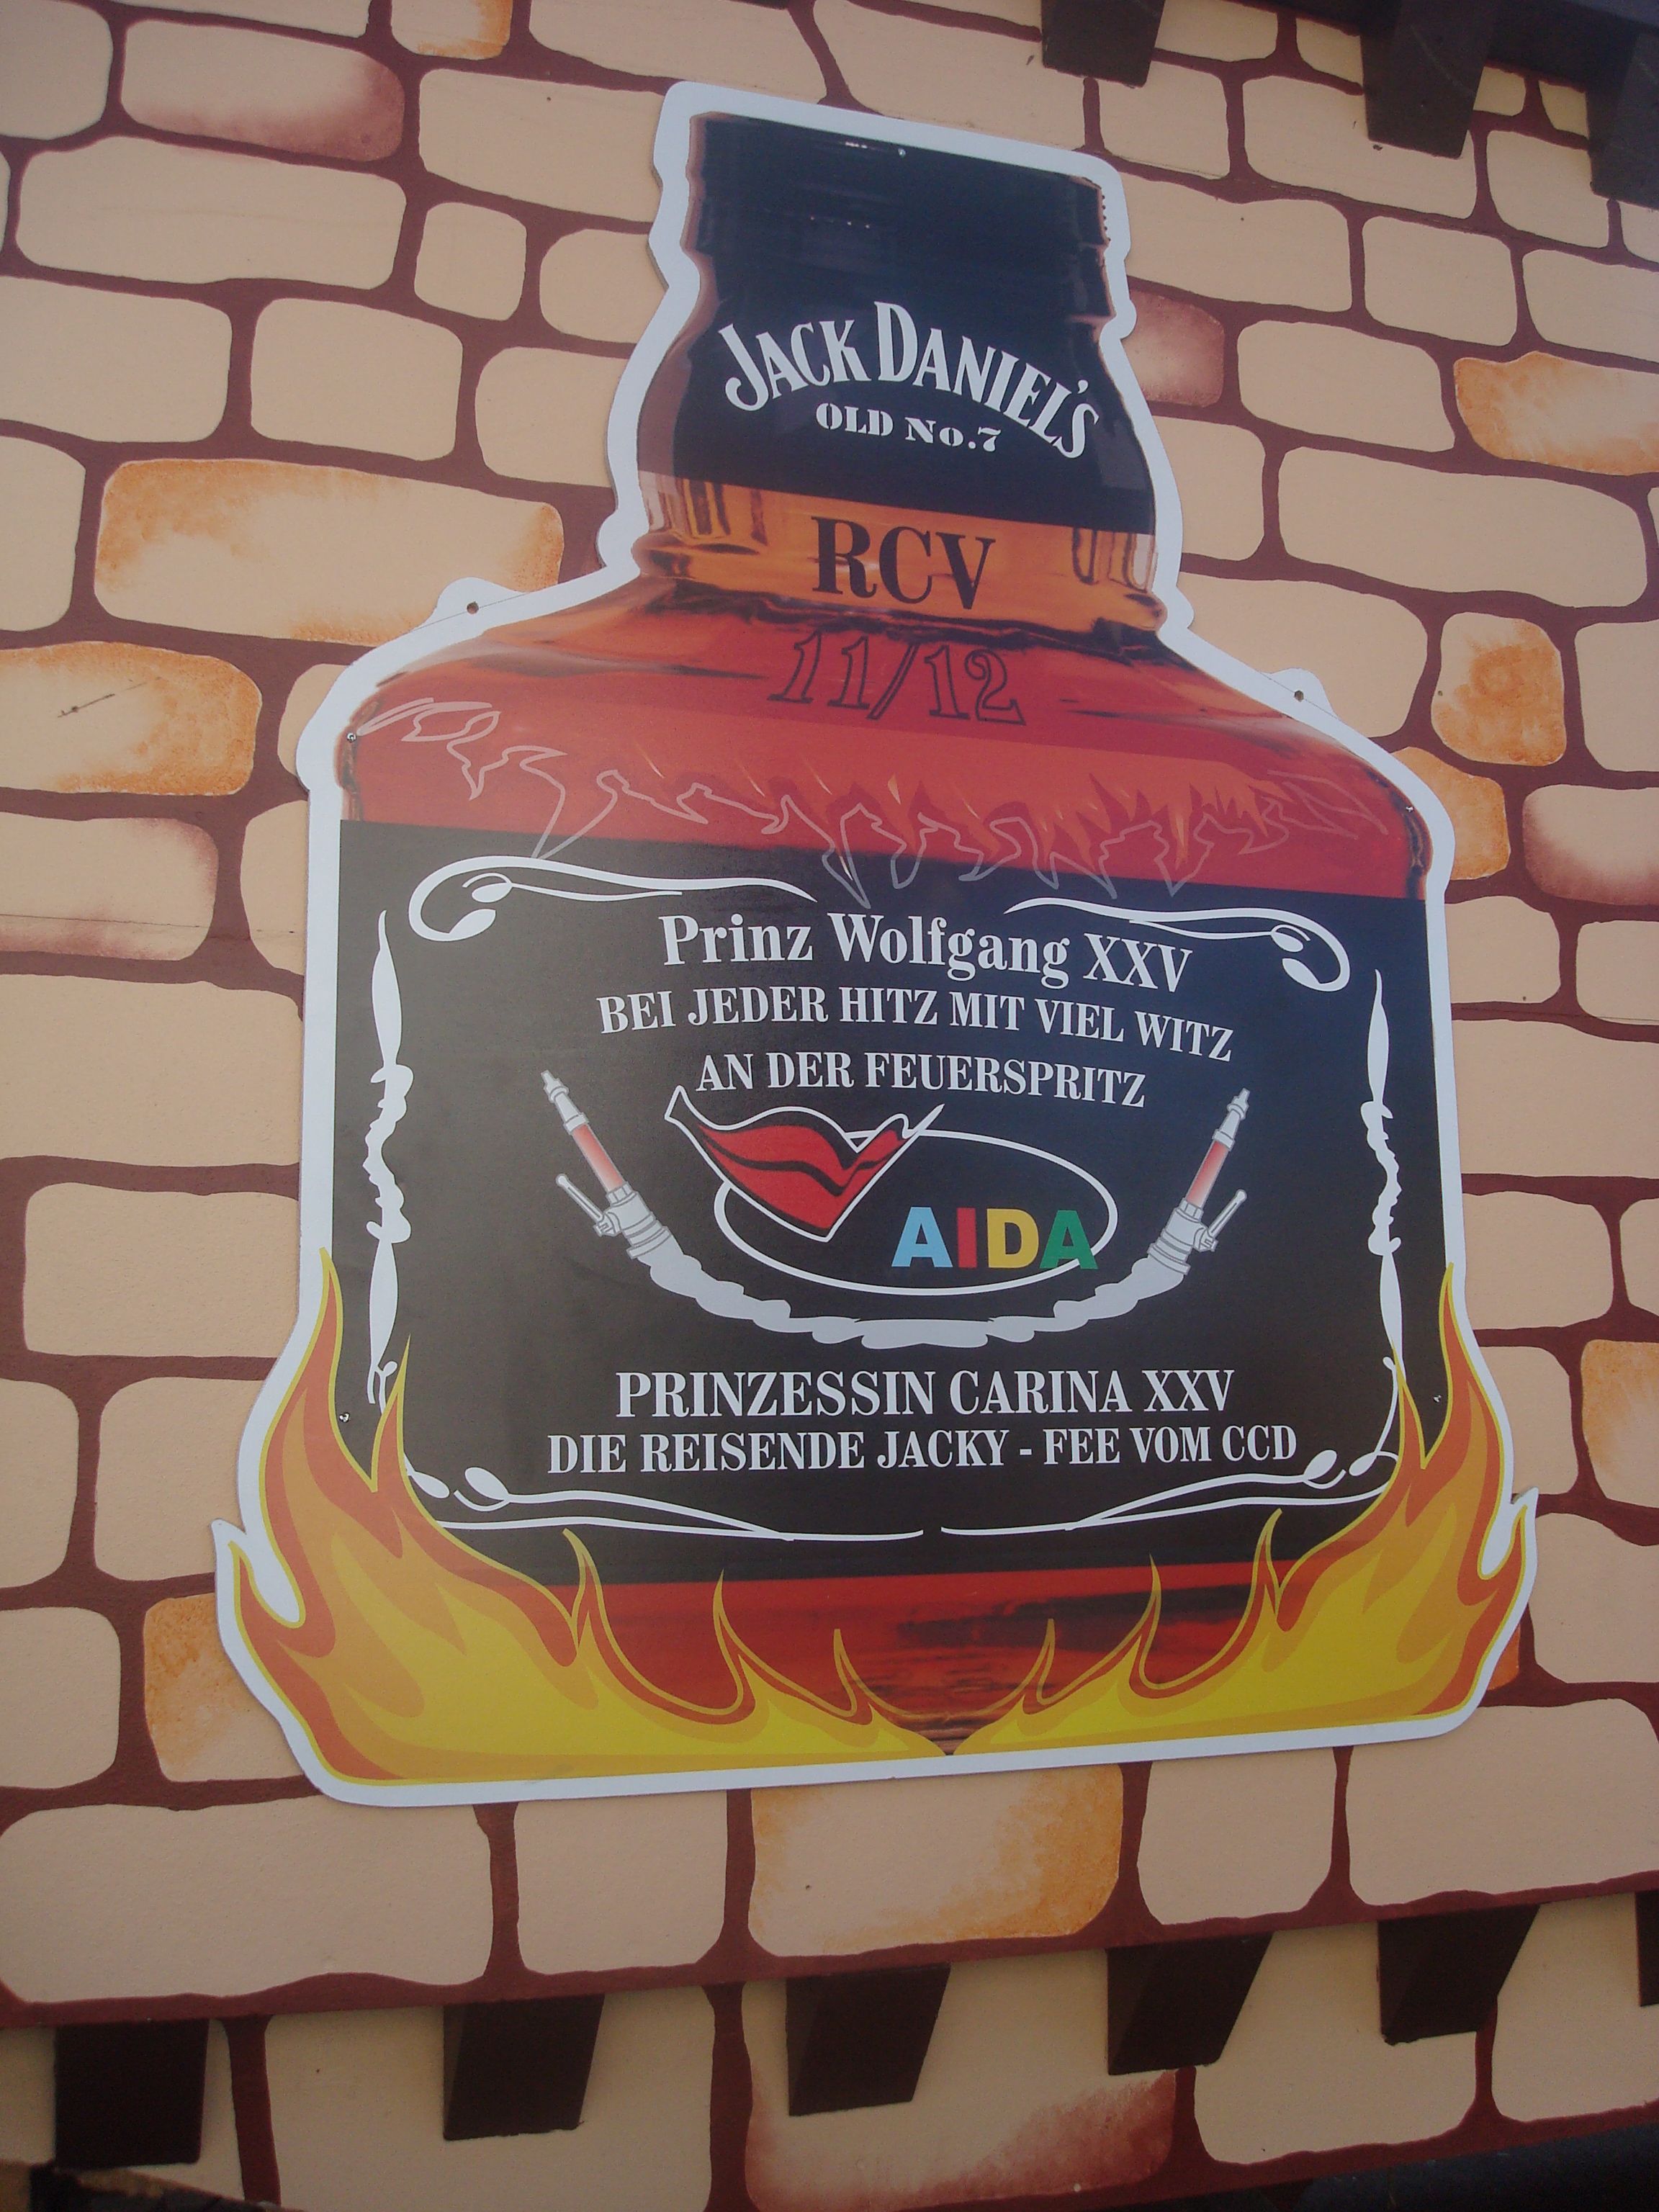 JACK DANIEL'S
OLD No.7
RCV
11/12
Prinz Wolfgang XXV
BEI JEDER HITZ MIT VIEL WITZ
AN DER FEUERSPRITZ
AIDA
PRINZESSIN CARINA XXV
DIE REISENDE JACKY - FEE VOM CCD